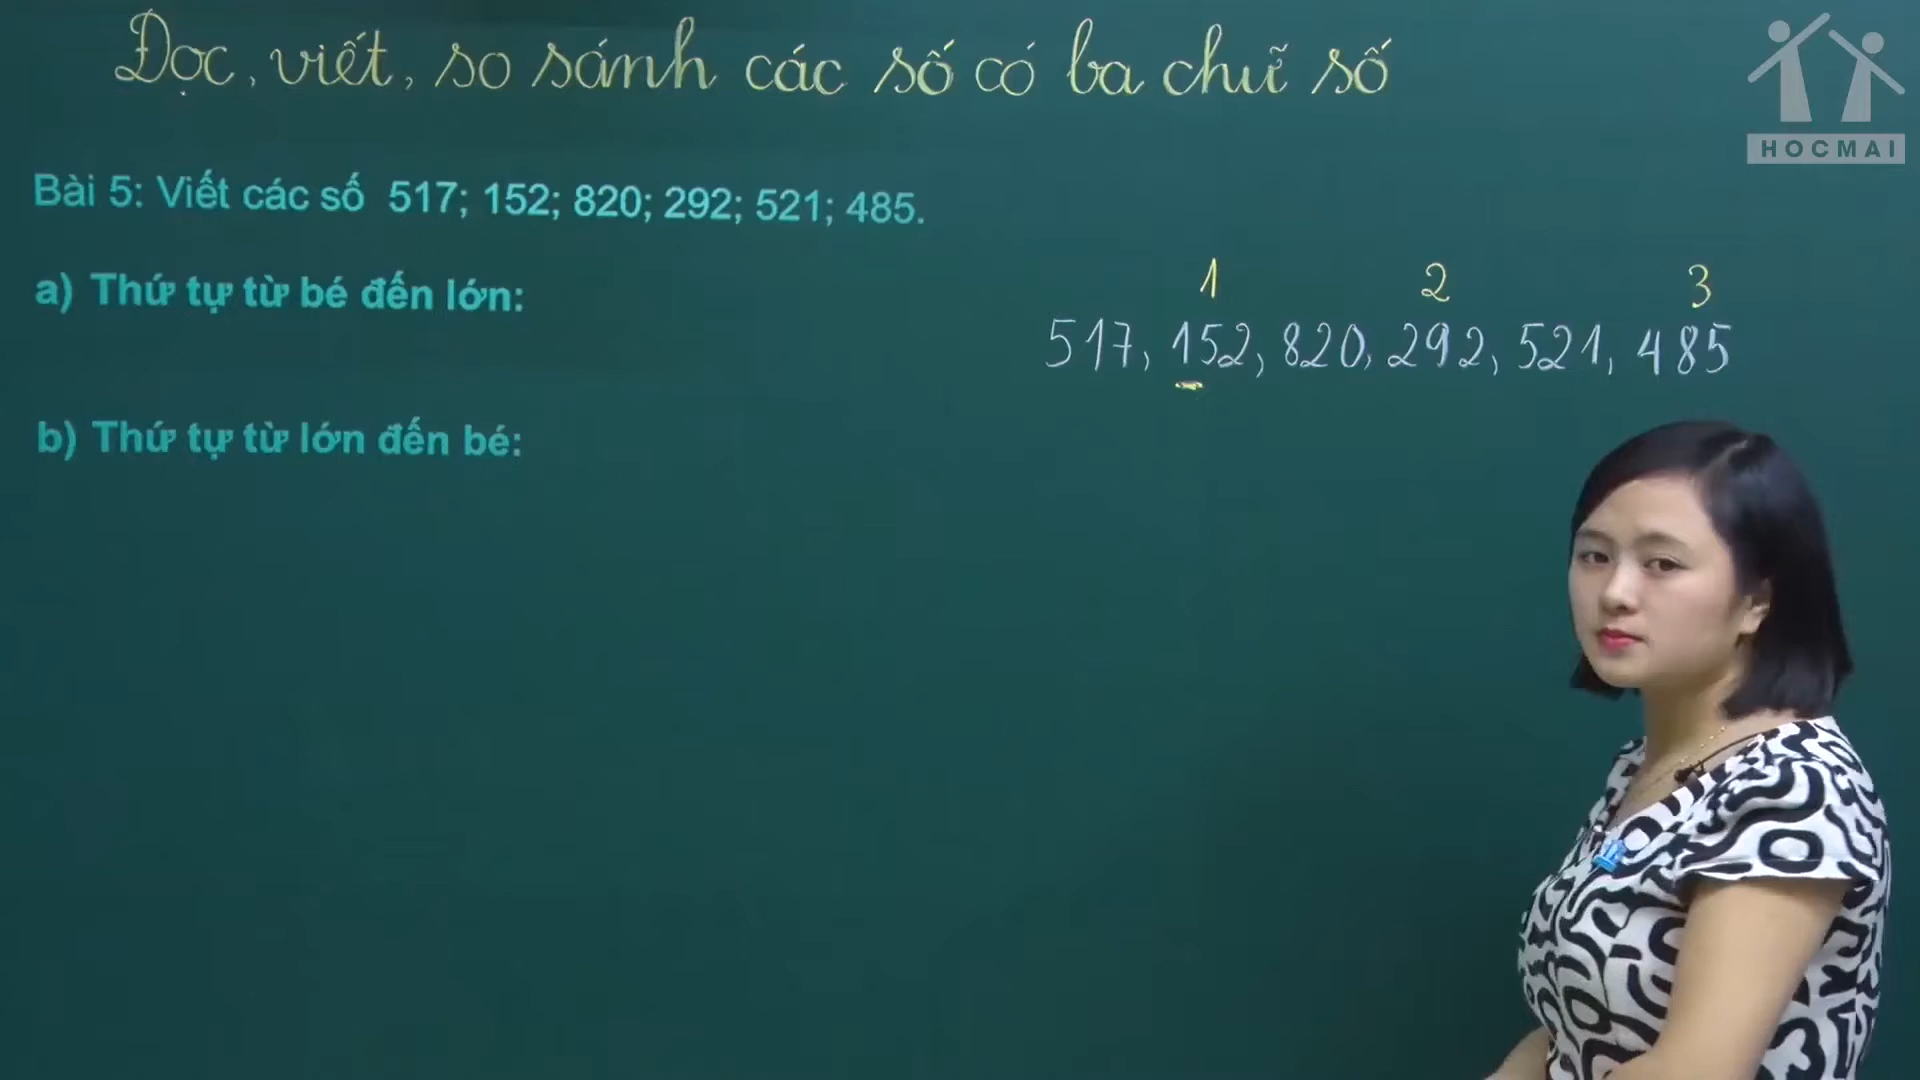 Đọc, viết, so sánh các số có ba chữ số
HOCMAI
Bài 5: Viết các số 517; 152; 820; 292; 521; 485.
a) Thứ tự từ bé đến lớn:
1 2 3
517, 152, 820, 292, 521, 485
b) Thứ tự từ lớn đến bé: